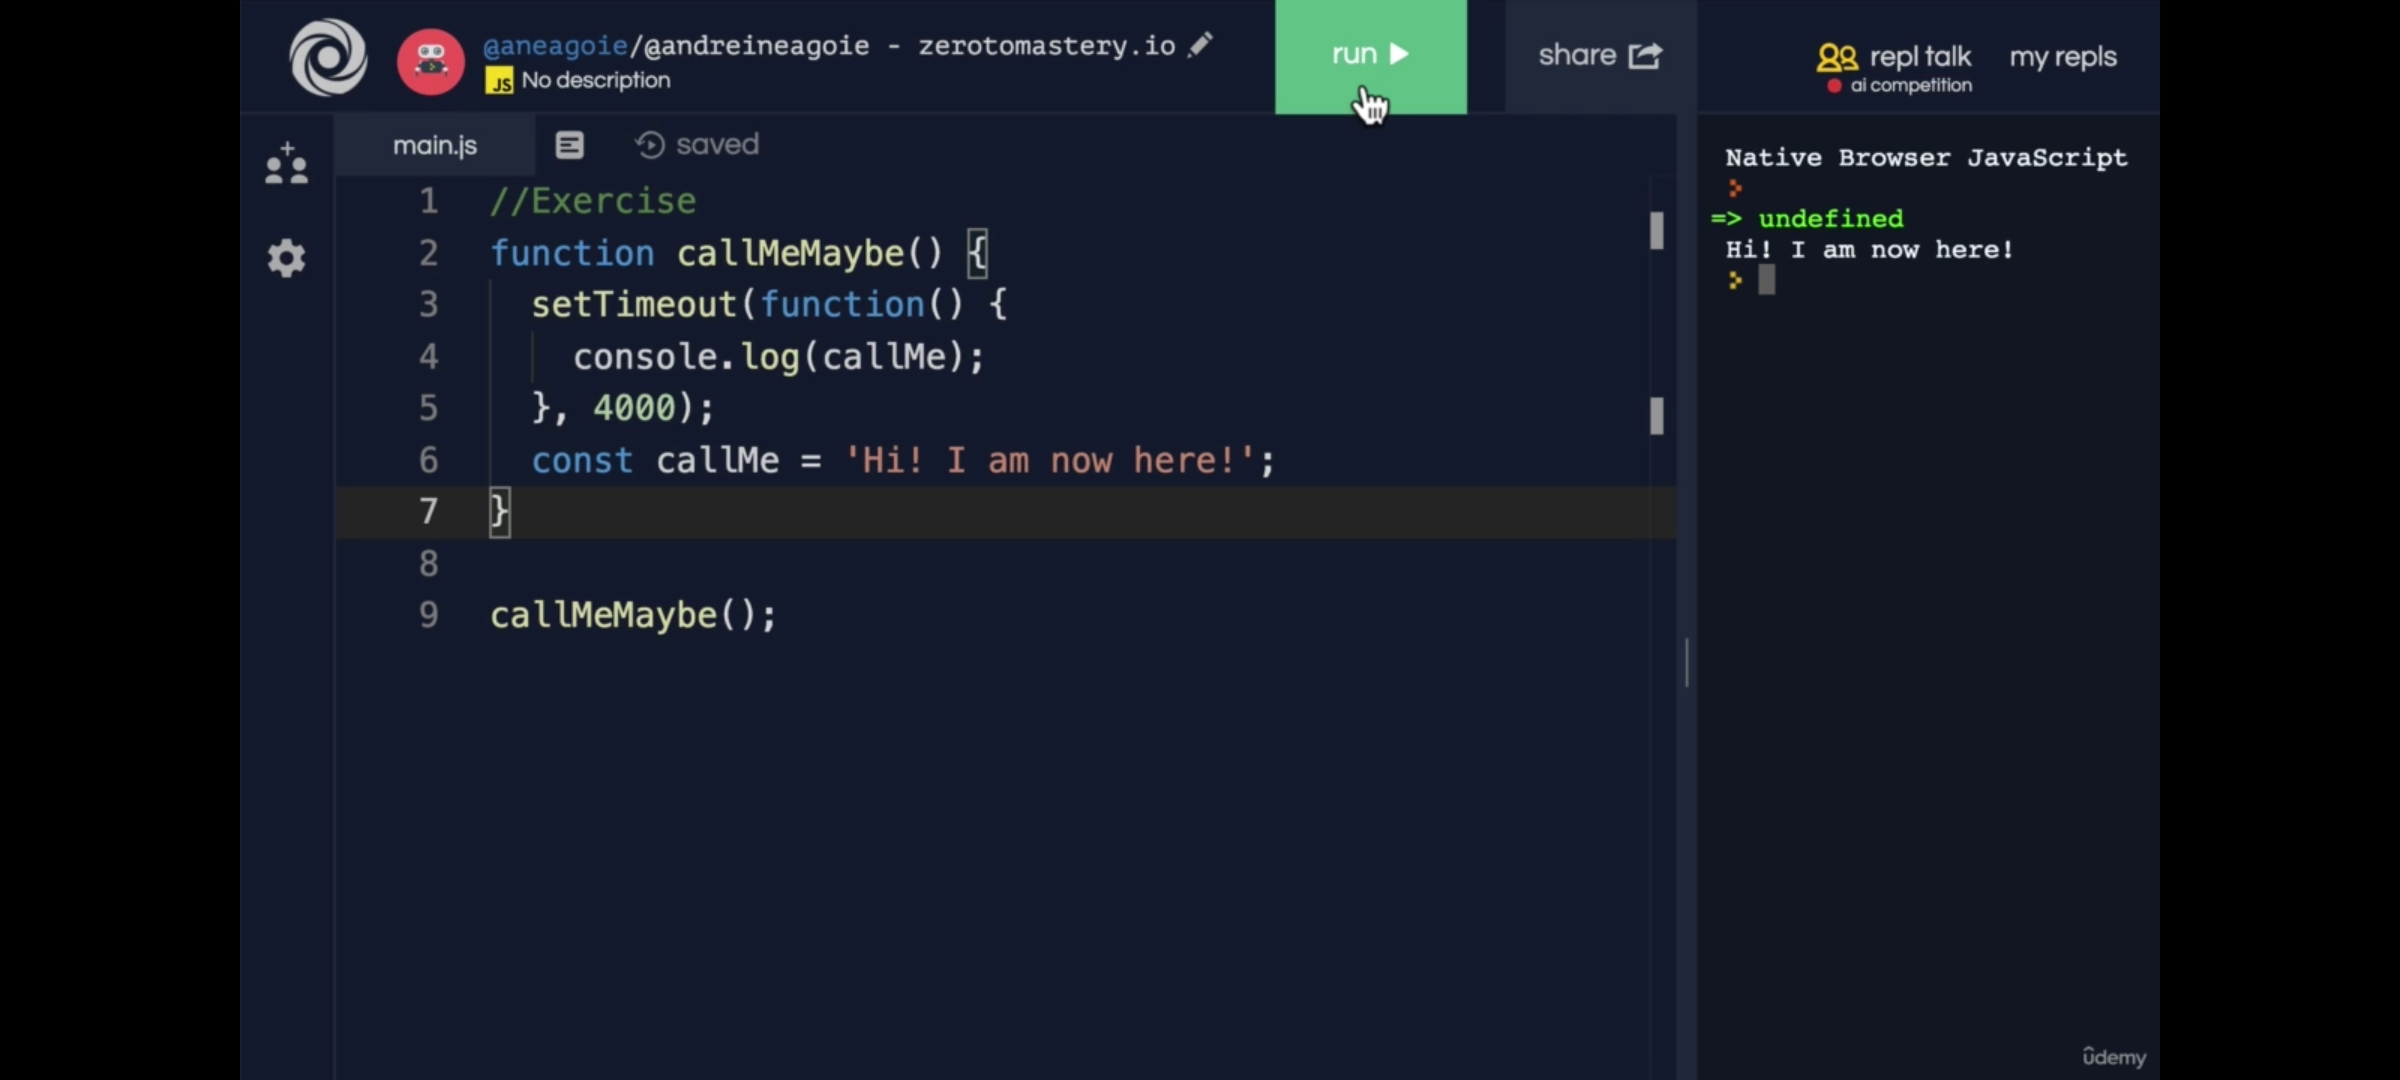 @aneagoie/@andreineagoie - zerotomastery.io
JS No description
run
share
repl talk
ai competition
my repls
main.js
saved
1 //Exercise
2 function callMeMaybe() {
3   setTimeout(function() {
4     console.log(callMe);
5   }, 4000);
6   const callMe = 'Hi! I am now here!';
7 }
8
9 callMeMaybe();
Native Browser JavaScript
=> undefined
Hi! I am now here!
ûdemy